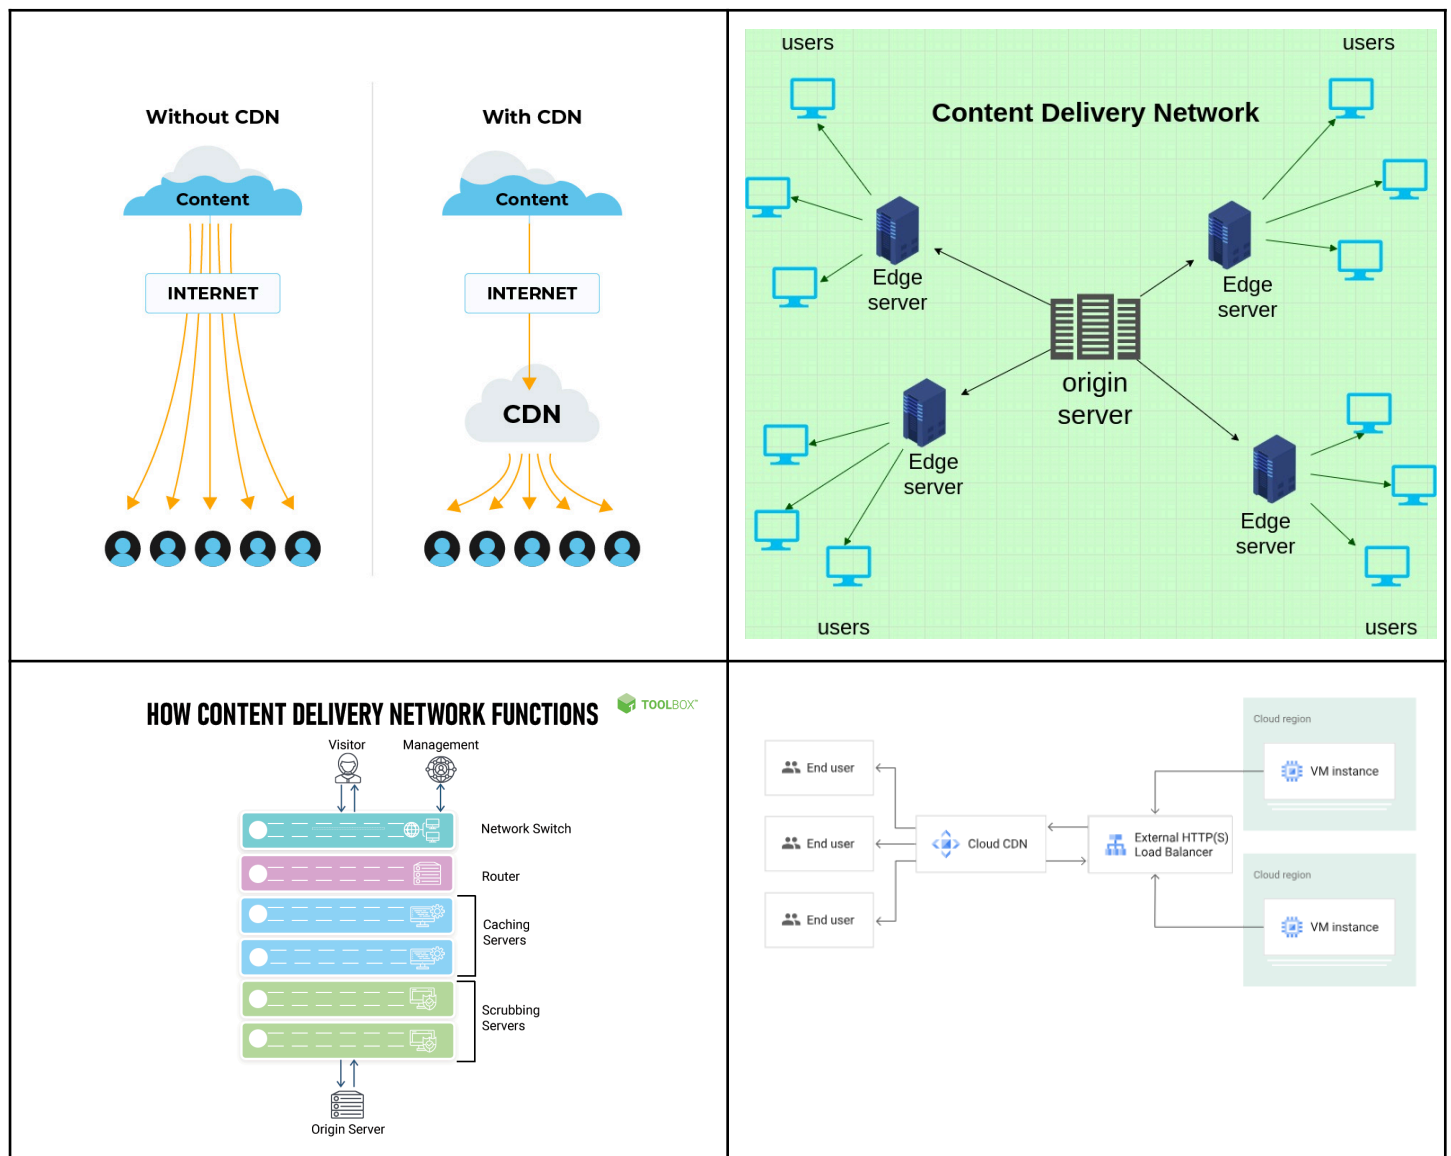 Without CDN
Content
INTERNET
With CDN
Content
INTERNET
CDN
users
users
Content Delivery Network
Edge
server
Edge
server
origin
server
Edge
server
Edge
server
users
users
HOW CONTENT DELIVERY NETWORK FUNCTIONS
TOOLBOX™
Visitor
Management
Network Switch
Router
Caching
Servers
Scrubbing
Servers
Origin Server
End user
End user
End user
Cloud CDN
External HTTP(S)
Load Balancer
Cloud region
VM instance
Cloud region
VM instance